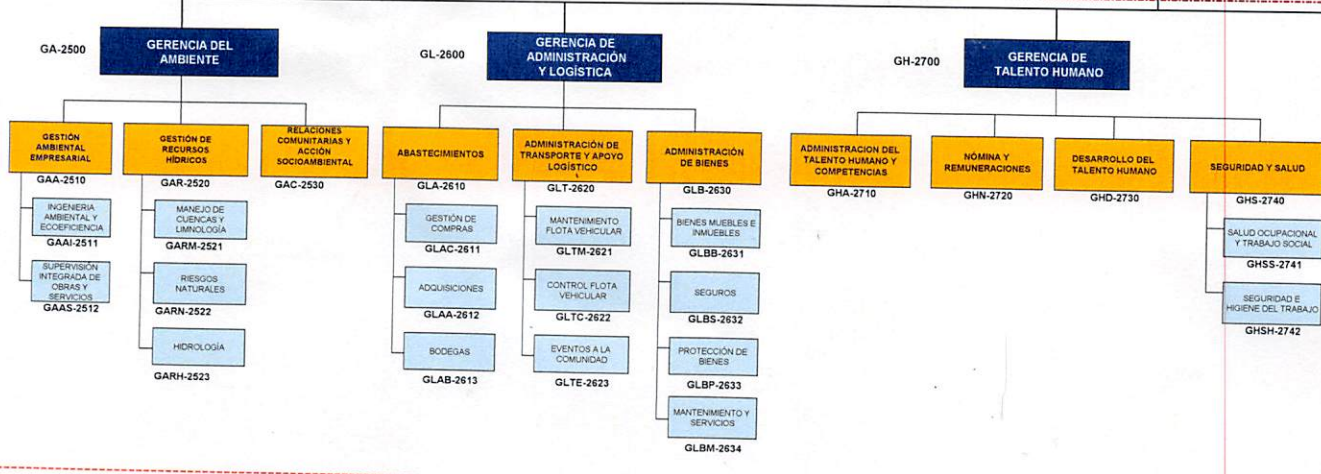 GA-2500
GERENCIA DEL
AMBIENTE
GL-2600
GERENCIA DE
ADMINISTRACIÓN
Y LOGÍSTICA
GH-2700
GERENCIA DE
TALENTO HUMANO
GESTIÓN
AMBIENTAL
EMPRESARIAL
GAA-2510
INGENIERIA
AMBIENTAL Y
ECOEFICIENCIA
GAAI-2511
SUPERVISIÓN
INTEGRADA DE
OBRAS Y
SERVICIOS
GAAS-2512
GESTIÓN DE
RECURSOS
HÍDRICOS
GAR-2520
MANEJO DE
CUENCAS Y
LIMNOLOGÍA
GARM-2521
RIESGOS
NATURALES
GARN-2522
HIDROLOGÍA
GARH-2523
RELACIONES
COMUNITARIAS Y
ACCIÓN
SOCIOAMBIENTAL
GAC-2530
ABASTECIMIENTOS
GLA-2610
GESTIÓN DE
COMPRAS
GLAC-2611
ADQUISICIONES
GLAA-2612
BODEGAS
GLAB-2613
ADMINISTRACIÓN DE
TRANSPORTE Y APOYO
LOGÍSTICO
GLT-2620
MANTENIMIENTO
FLOTA VEHICULAR
GLTM-2621
CONTROL FLOTA
VEHICULAR
GLTC-2622
EVENTOS A LA
COMUNIDAD
GLTE-2623
ADMINISTRACIÓN
DE BIENES
GLB-2630
BIENES MUEBLES E
INMUEBLES
GLBB-2631
SEGUROS
GLBS-2632
PROTECCIÓN DE
BIENES
GLBP-2633
MANTENIMIENTO Y
SERVICIOS
GLBM-2634
ADMINISTRACION DEL
TALENTO HUMANO Y
COMPETENCIAS
GHA-2710
NÓMINA Y
REMUNERACIONES
GHN-2720
DESARROLLO DEL
TALENTO HUMANO
GHD-2730
SEGURIDAD Y SALUD
GHS-2740
SALUD OCUPACIONAL
Y TRABAJO SOCIAL
GHSS-2741
SEGURIDAD E
HIGIENE DEL TRABAJO
GHSH-2742